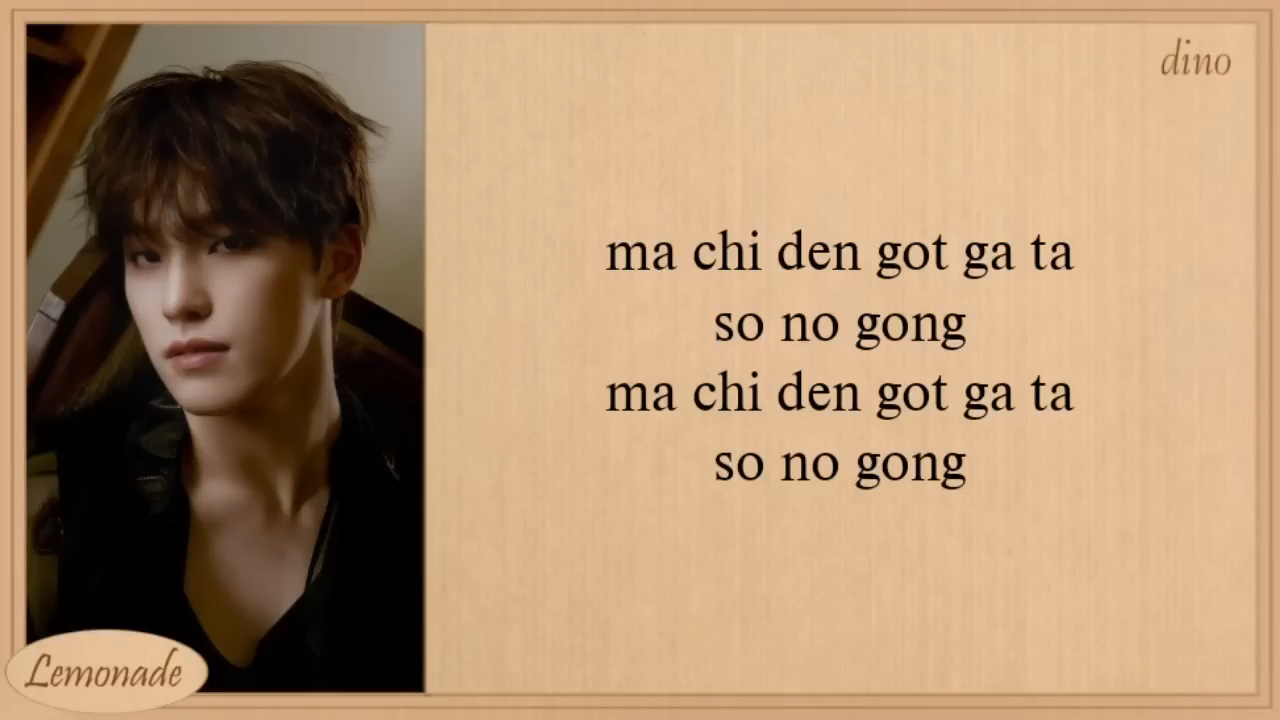 dino
ma chi den got ga ta
so no gong
ma chi den got ga ta
so no gong
Lemonade